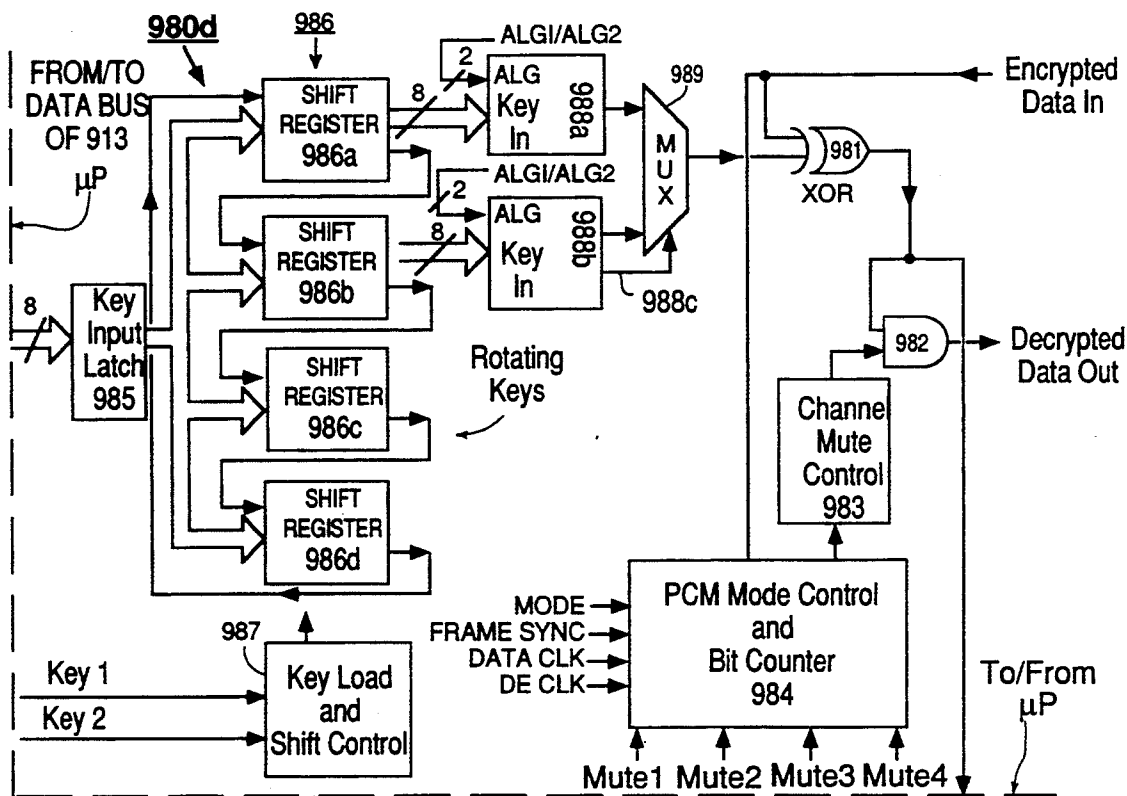 980d
986
ALGI/ALG2
989
FROM/TO
DATA BUS
OF 913
μP
SHIFT
REGISTER
986a
8
2
ALG
Key
In
988a
Encrypted
Data In
MUX
981
XOR
ALGI/ALG2
2
8
ALG
Key
In
988b
988c
SHIFT
REGISTER
986b
8
Key
Input
Latch
985
982
Decrypted
Data Out
Rotating
Keys
SHIFT
REGISTER
986c
Channel
Mute
Control
983
SHIFT
REGISTER
986d
MODE
FRAME SYNC
DATA CLK
DE CLK
PCM Mode Control
and
Bit Counter
984
987
Key 1
Key 2
Key Load
and
Shift Control
To/From
μP
Mute1 Mute2 Mute3 Mute4